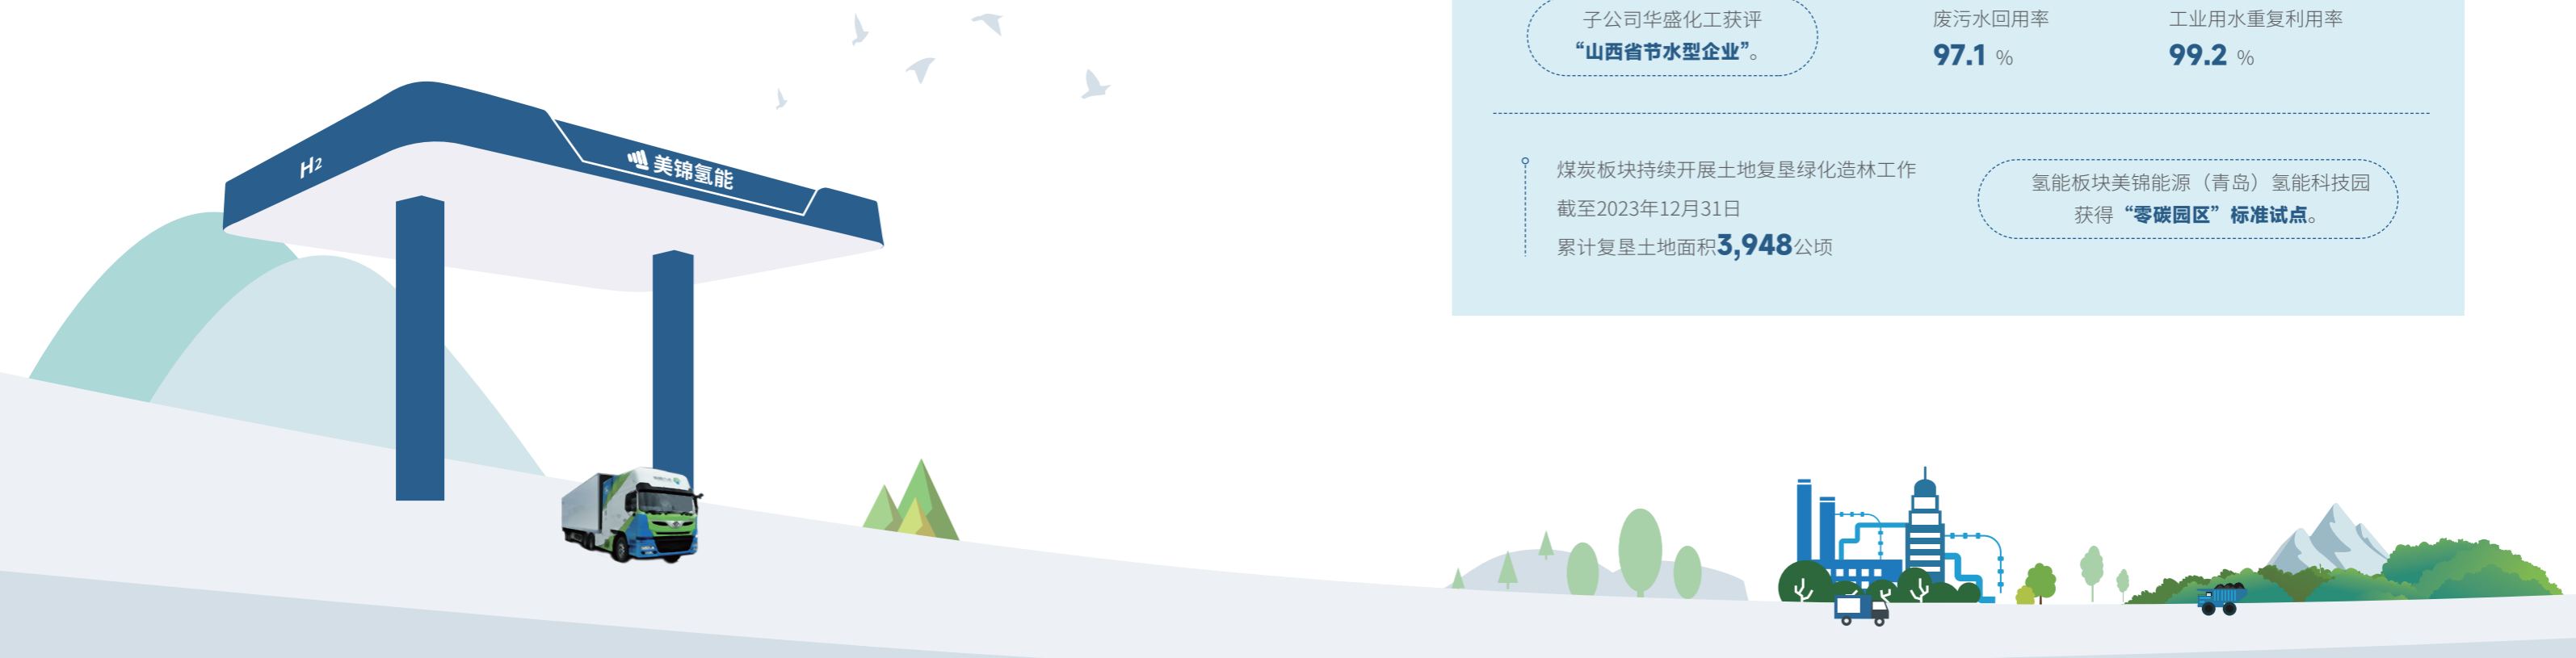 子公司华盛化工获评
“山西省节水型企业”。
废污水回用率
97.1 %
工业用水重复利用率
99.2 %
H2
美锦氢能
煤炭板块持续开展土地复垦绿化造林工作
截至2023年12月31日
累计复垦土地面积3,948公顷
氢能板块美锦能源（青岛）氢能科技园
获得“零碳园区”标准试点。